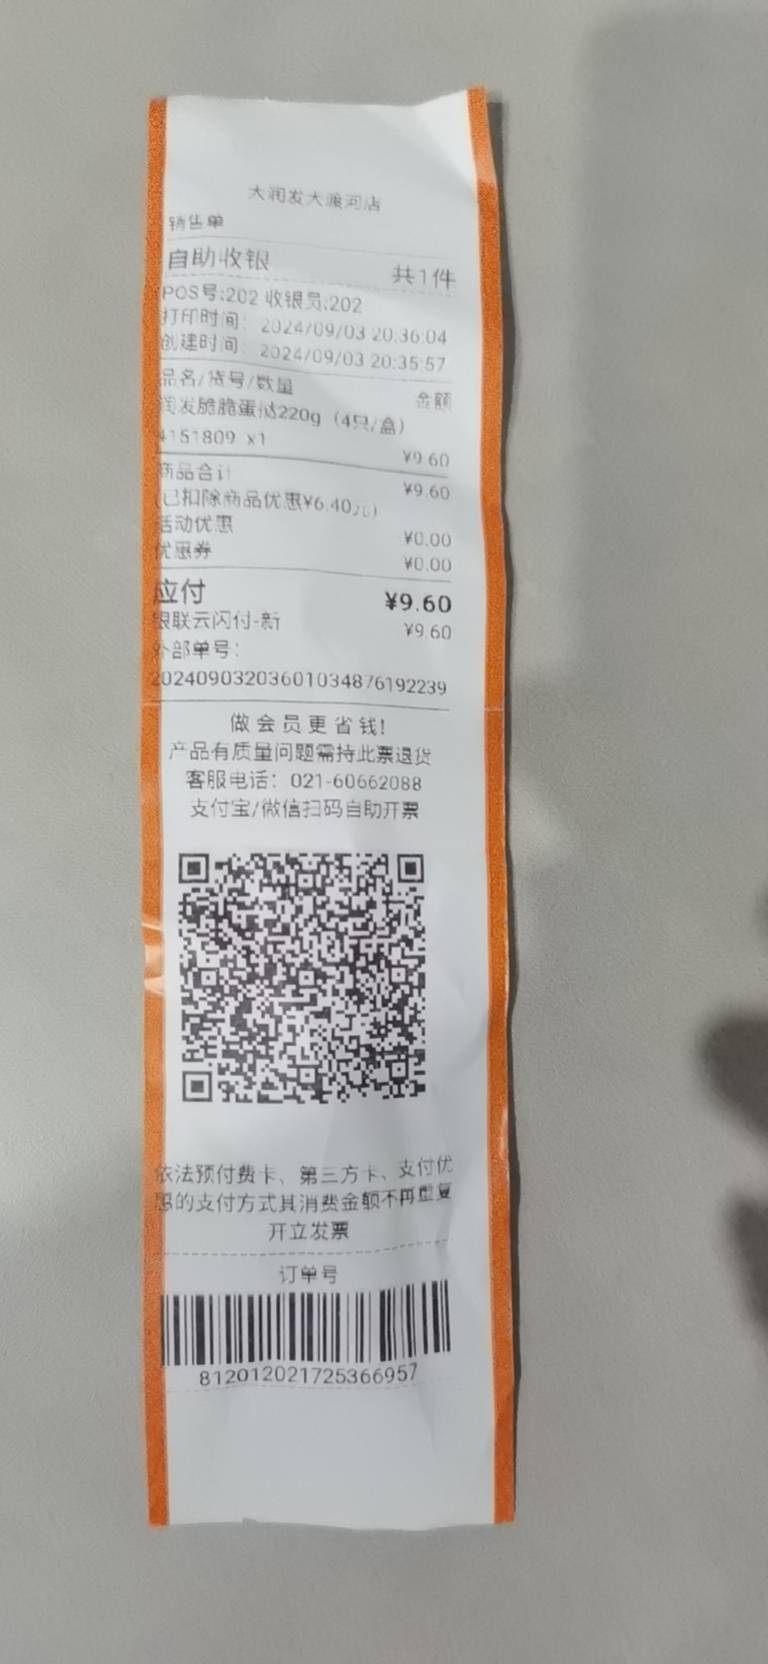 大润发大渡河店
销售单
自助收银 共1件
POS号:202 收银员:202
打印时间: 2024/09/03 20:36:04
创建时间: 2024/09/03 20:35:57
品名/货号/数量 金额
润发脆脆蛋挞220g (4只/盒)
4151809 x1 ¥9.60
商品合计 ¥9.60
(已扣除商品优惠¥6.40元)
活动优惠 ¥0.00
优惠券 ¥0.00
应付 ¥9.60
银联云闪付-新 ¥9.60
外部单号:
20240903203601034876192239
做会员更省钱!
产品有质量问题需持此票退货
客服电话: 021-60662088
支付宝/微信扫码自助开票
依法预付费卡、第三方卡、支付优
惠的支付方式其消费金额不再重复
开立发票
订单号
812012021725366957